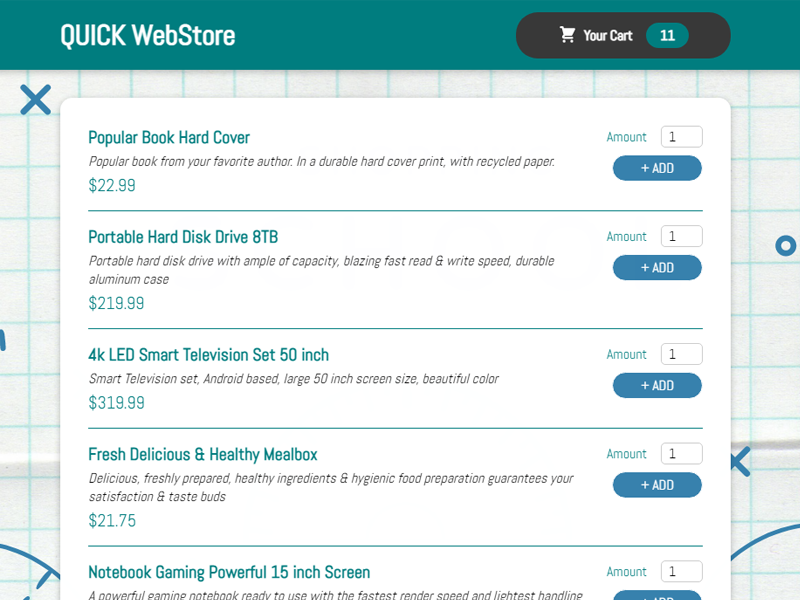 QUICK WebStore
Your Cart 11
Popular Book Hard Cover
Amount 1
Popular book from your favorite author. In a durable hard cover print, with recycled paper.
+ ADD
$22.99
Portable Hard Disk Drive 8TB
Amount 1
Portable hard disk drive with ample of capacity, blazing fast read & write speed, durable
aluminum case
+ ADD
$219.99
4k LED Smart Television Set 50 inch
Amount 1
Smart Television set, Android based, large 50 inch screen size, beautiful color
+ ADD
$319.99
Fresh Delicious & Healthy Mealbox
Amount 1
Delicious, freshly prepared, healthy ingredients & hygienic food preparation guarantees your
satisfaction & taste buds
+ ADD
$21.75
Notebook Gaming Powerful 15 inch Screen
Amount 1
A powerful gaming notebook ready to use with the fastest render speed and lightest handling
+ ADD